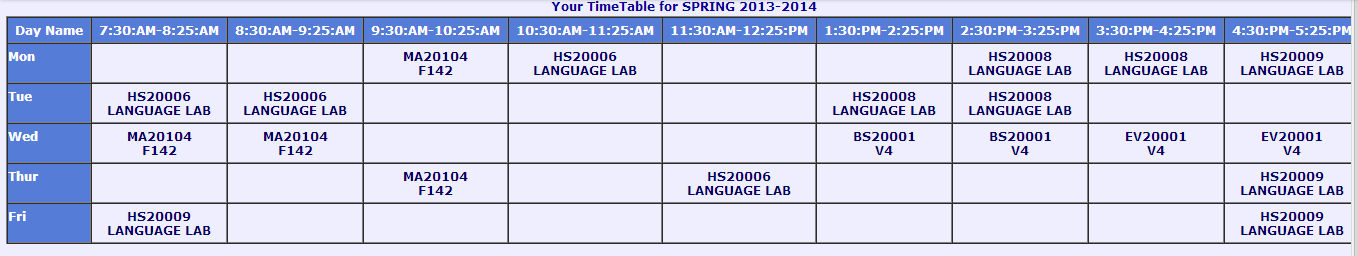 Your TimeTable for SPRING 2013-2014
Day Name 7:30:AM-8:25:AM 8:30:AM-9:25:AM 9:30:AM-10:25:AM 10:30:AM-11:25:AM 11:30:AM-12:25:PM 1:30:PM-2:25:PM 2:30:PM-3:25:PM 3:30:PM-4:25:PM 4:30:PM-5:25:PM
Mon MA20104 HS20006 HS20008 HS20008 HS20009
F142 LANGUAGE LAB LANGUAGE LAB LANGUAGE LAB LANGUAGE LAB
Tue HS20006 HS20006 HS20008 HS20008
LANGUAGE LAB LANGUAGE LAB LANGUAGE LAB LANGUAGE LAB
Wed MA20104 MA20104 BS20001 BS20001 EV20001 EV20001
F142 F142 V4 V4 V4 V4
Thur MA20104 HS20006 HS20009
F142 LANGUAGE LAB LANGUAGE LAB
Fri HS20009 HS20009
LANGUAGE LAB LANGUAGE LAB